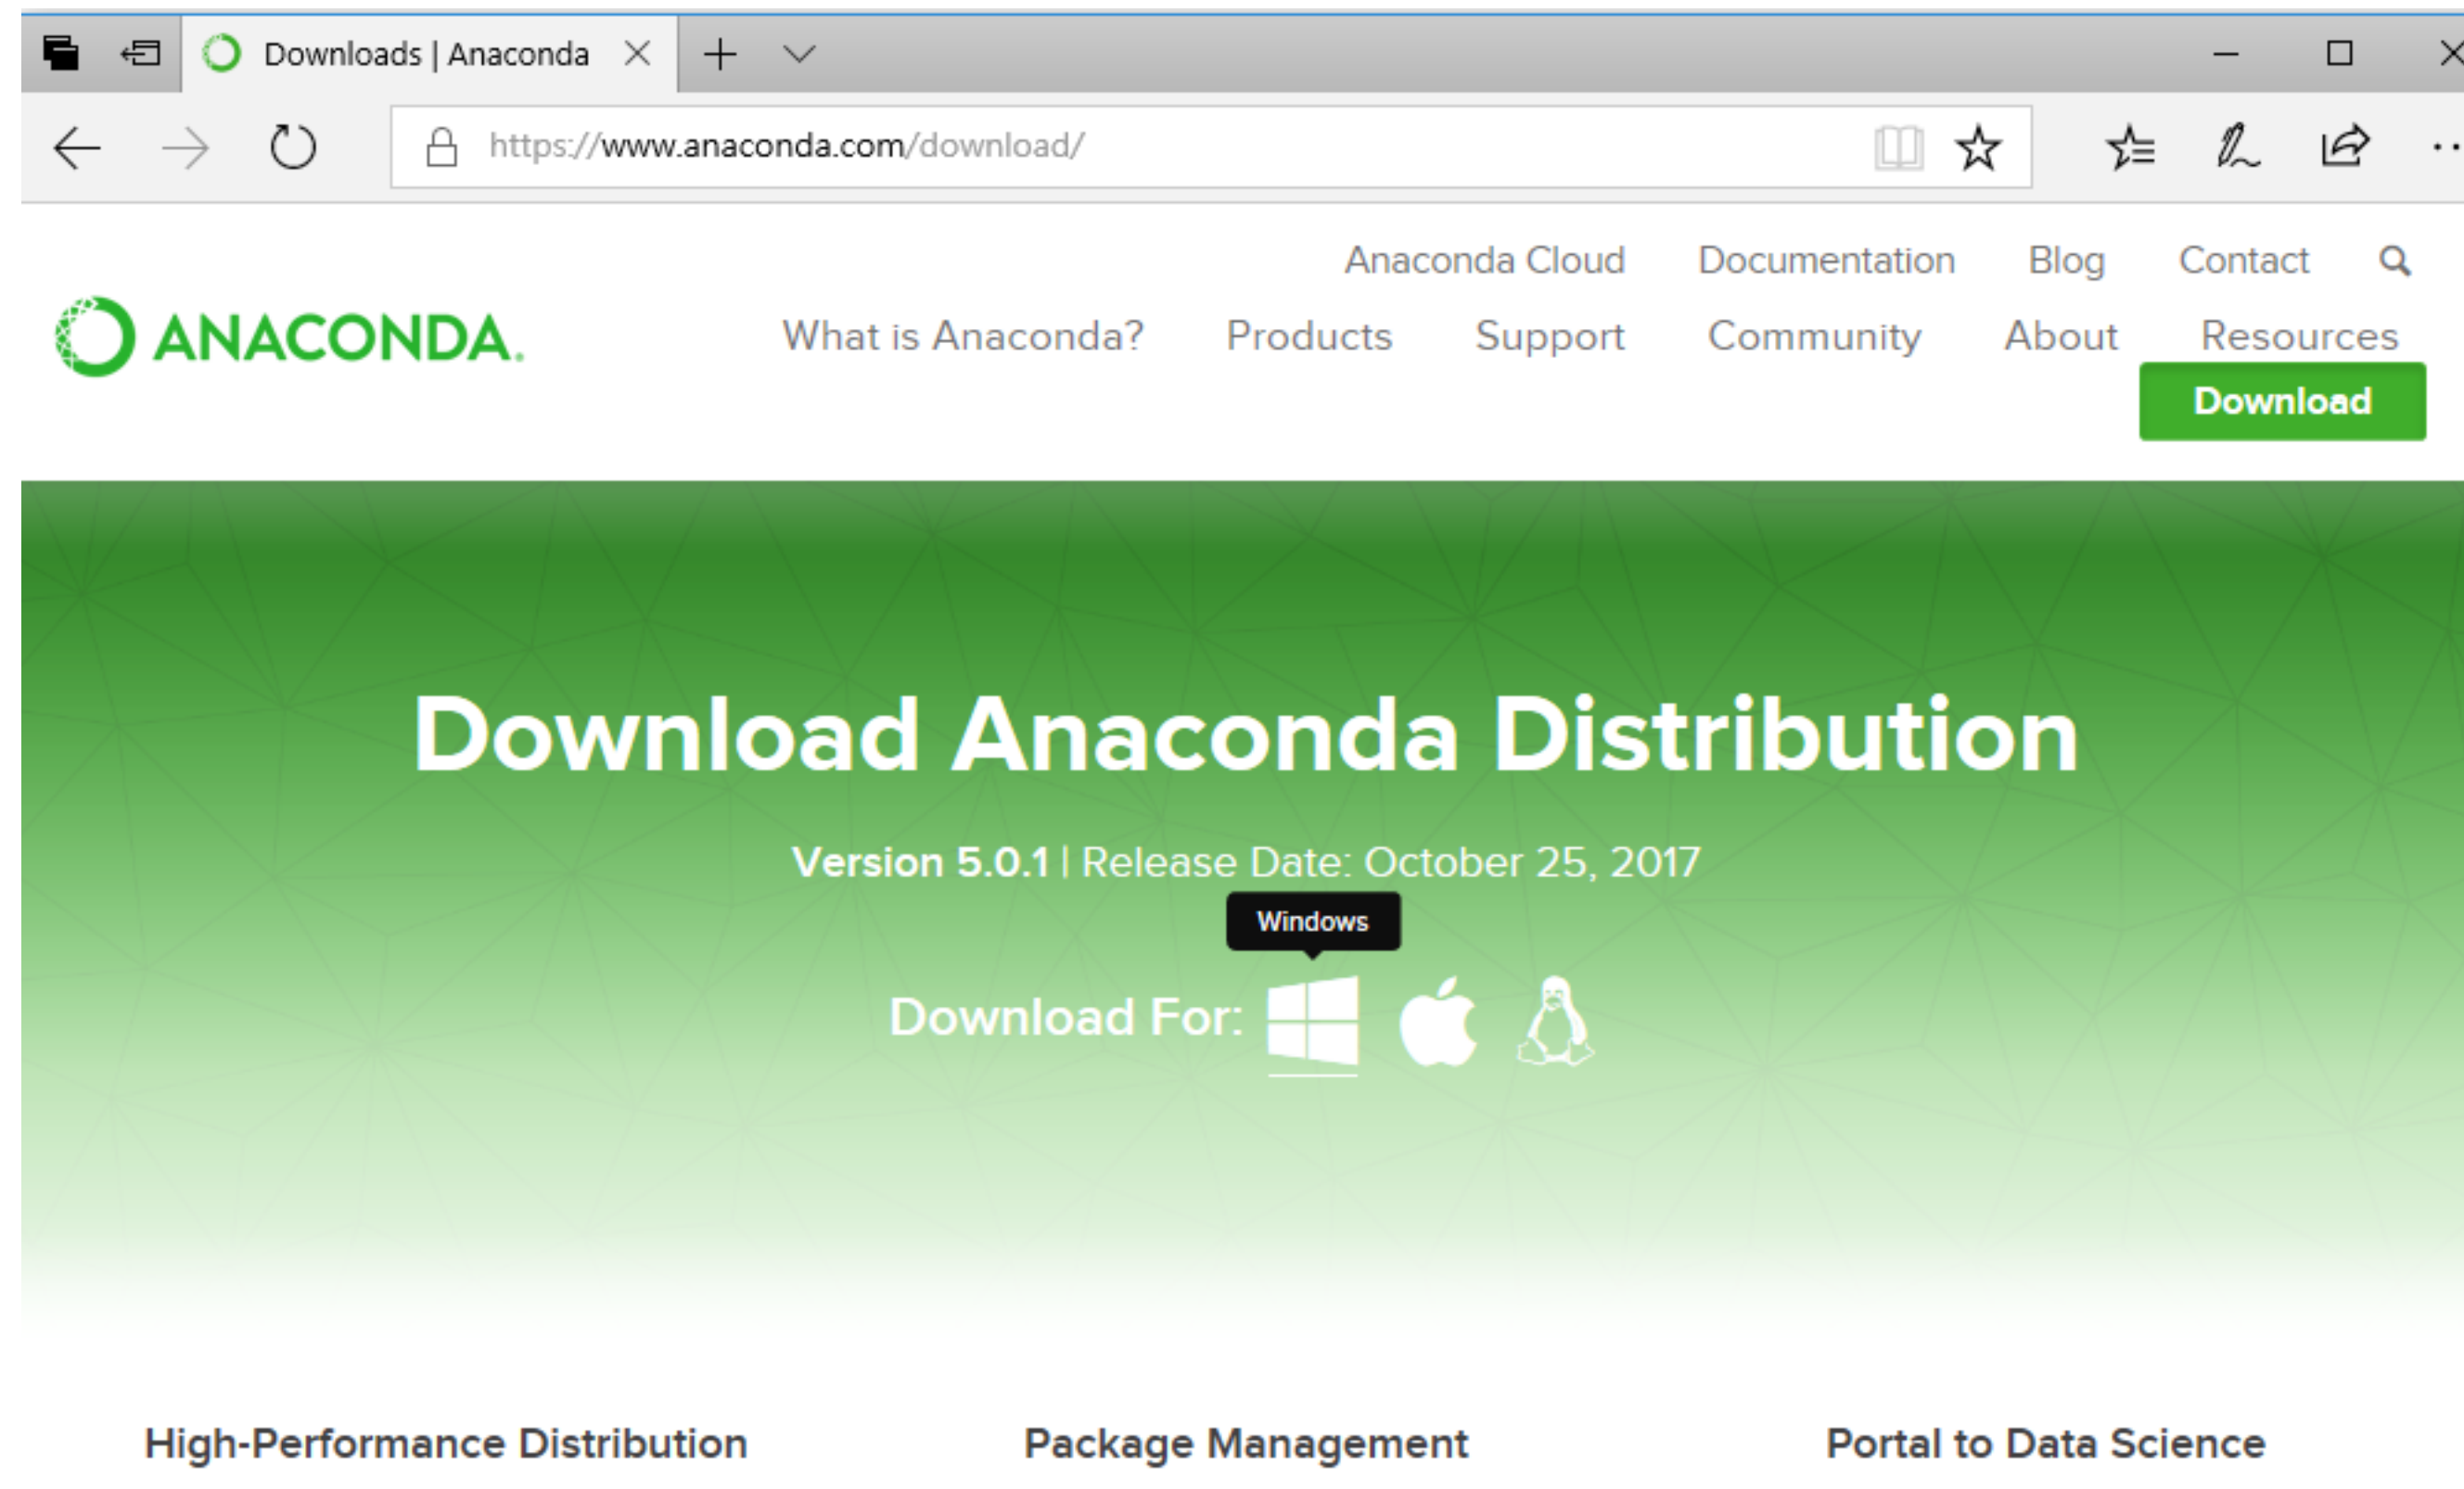 Downloads | Anaconda
https://www.anaconda.com/download/
Anaconda Cloud Documentation Blog Contact
ANACONDA.
What is Anaconda? Products Support Community About Resources
Download
Download Anaconda Distribution
Version 5.0.1 | Release Date: October 25, 2017
Windows
Download For:
High-Performance Distribution Package Management Portal to Data Science